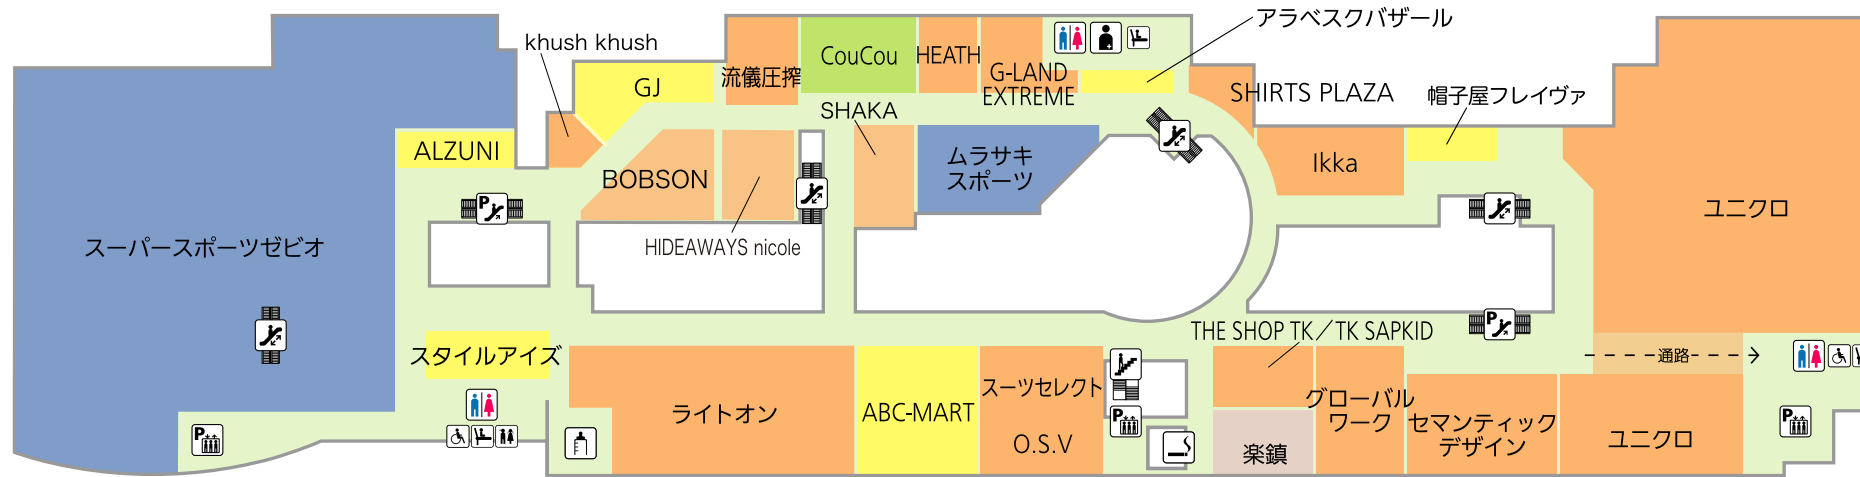 アラベスクバザール
khush khush
CouCou
HEATH
GJ
流儀圧搾
G-LAND
EXTREME
SHIRTS PLAZA
帽子屋フレイヴァ
SHAKA
ALZUNI
ムラサキ
スポーツ
Ikka
BOBSON
ユニクロ
P
スーパースポーツゼビオ
HIDEAWAYS nicole
P
THE SHOP TK／TK SAPKID
スタイルアイズ
通路
スーツセレクト
グローバル
ワーク
ライトオン
ABC-MART
セマンティック
デザイン
P
P
P
O.S.V
楽鎮
ユニクロ